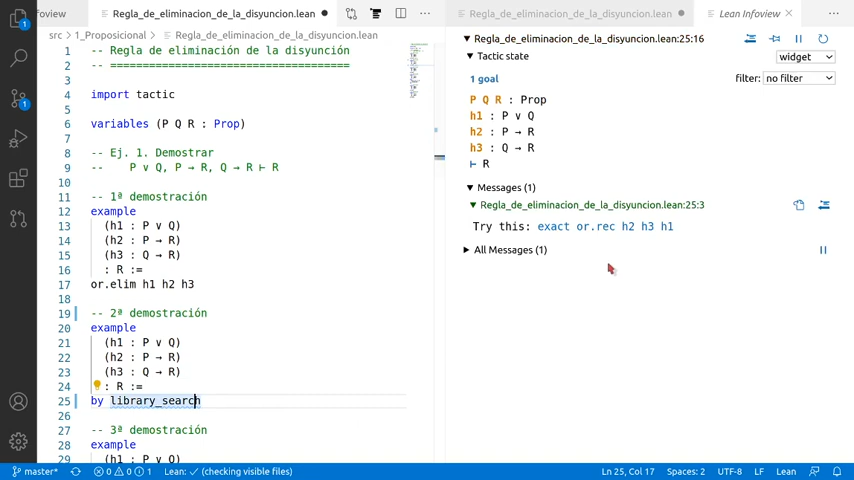 Regla_de_eliminacion_de_la_disyuncion.lean
src > 1_Proposicional > Regla_de_eliminacion_de_la_disyuncion.lean
1 -- Regla de eliminación de la disyunción
2 -- =====================================
3
4 import tactic
5
6 variables (P Q R : Prop)
7
8 -- Ej. 1. Demostrar
9 --    P ∨ Q, P → R, Q → R ⊢ R
10
11 -- 1ª demostración
12 example
13   (h1 : P ∨ Q)
14   (h2 : P → R)
15   (h3 : Q → R)
16   : R :=
17 or.elim h1 h2 h3
18
19 -- 2ª demostración
20 example
21   (h1 : P ∨ Q)
22   (h2 : P → R)
23   (h3 : Q → R)
24   : R :=
25 by library_search
26
27 -- 3ª demostración
28 example
29   (h1 : P ∨ Q)
master* 0 0 1 Lean: ✓ (checking visible files)
1
1
foview
Regla_de_eliminacion_de_la_disyuncion.lean
Lean Infoview
Regla_de_eliminacion_de_la_disyuncion.lean:25:16
Tactic state
widget
1 goal
filter: no filter
P Q R : Prop
h1 : P ∨ Q
h2 : P → R
h3 : Q → R
⊢ R
Messages (1)
Regla_de_eliminacion_de_la_disyuncion.lean:25:3
Try this: exact or.rec h2 h3 h1
All Messages (1)
Ln 25, Col 17 Spaces: 2 UTF-8 LF Lean